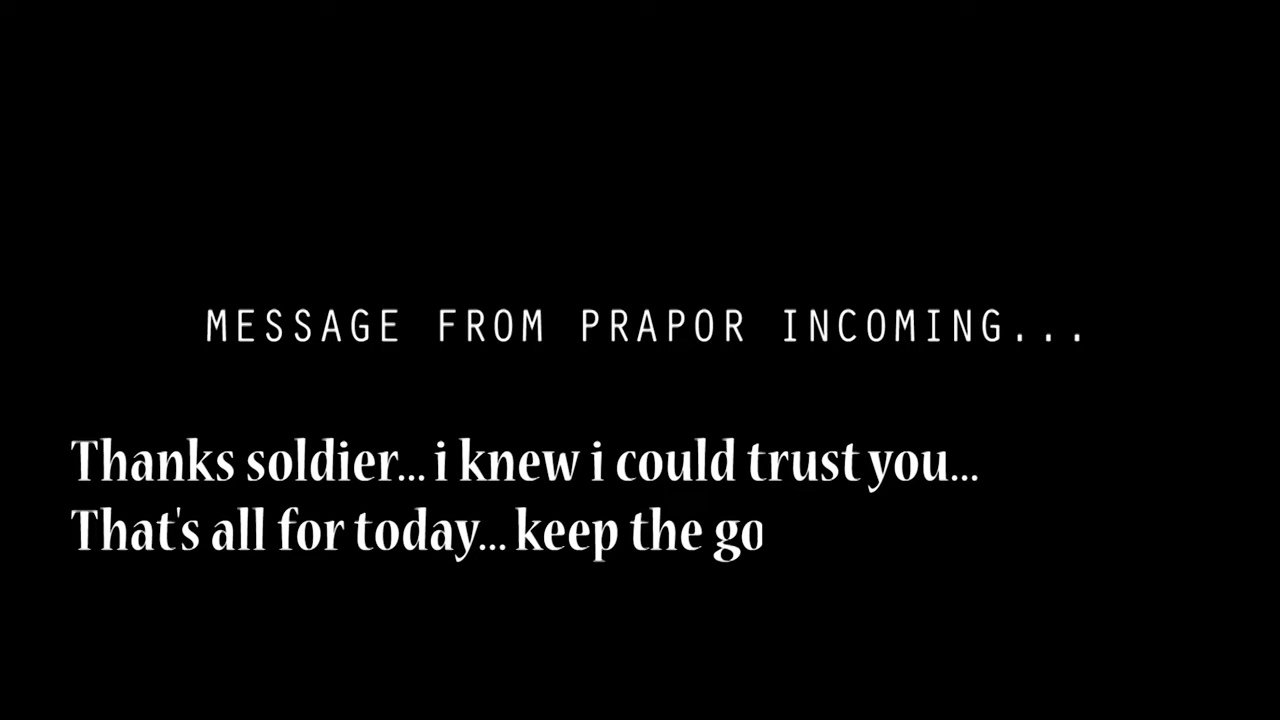 MESSAGE FROM PRAPOR INCOMING...
Thanks soldier... i knew i could trust you...
That's all for today... keep the go